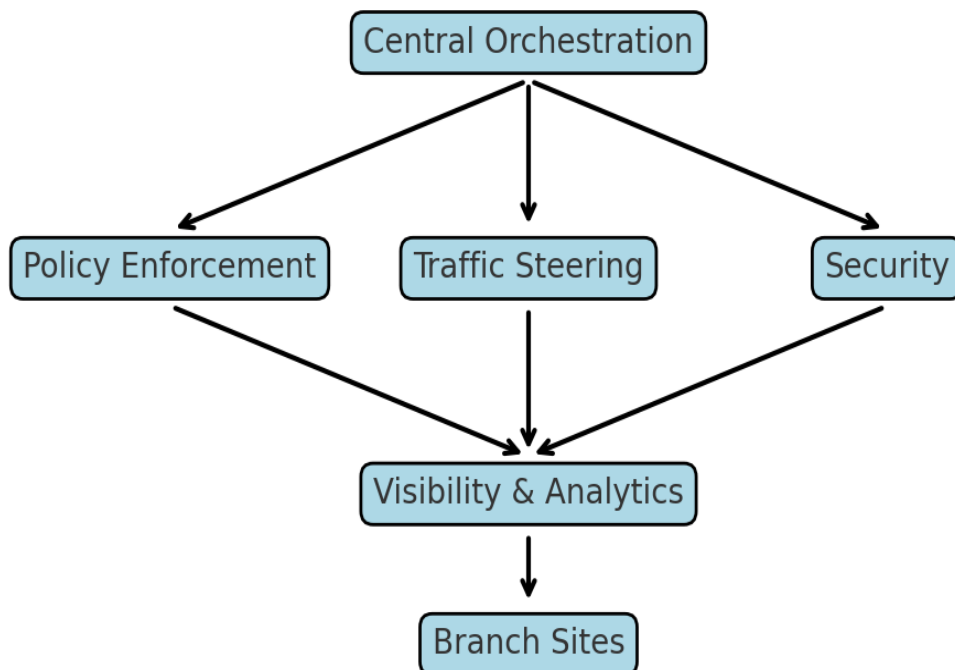 Central Orchestration
Policy Enforcement
Traffic Steering
Security
Visibility & Analytics
Branch Sites